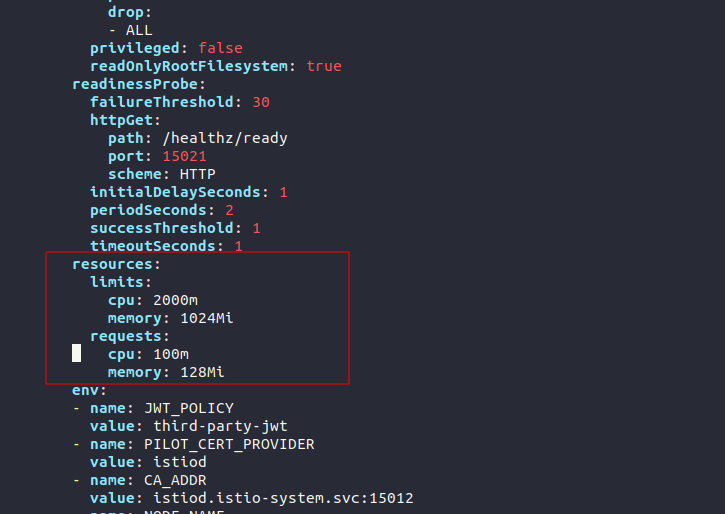 drop:
- ALL
privileged: false
readOnlyRootFilesystem: true
readinessProbe:
failureThreshold: 30
httpGet:
path: /healthz/ready
port: 15021
scheme: HTTP
initialDelaySeconds: 1
periodSeconds: 2
successThreshold: 1
timeoutSeconds: 1
resources:
limits:
cpu: 2000m
memory: 1024Mi
requests:
cpu: 100m
memory: 128Mi
env:
- name: JWT_POLICY
value: third-party-jwt
- name: PILOT_CERT_PROVIDER
value: istiod
- name: CA_ADDR
value: istiod.istio-system.svc:15012
- name: NODE_NAME